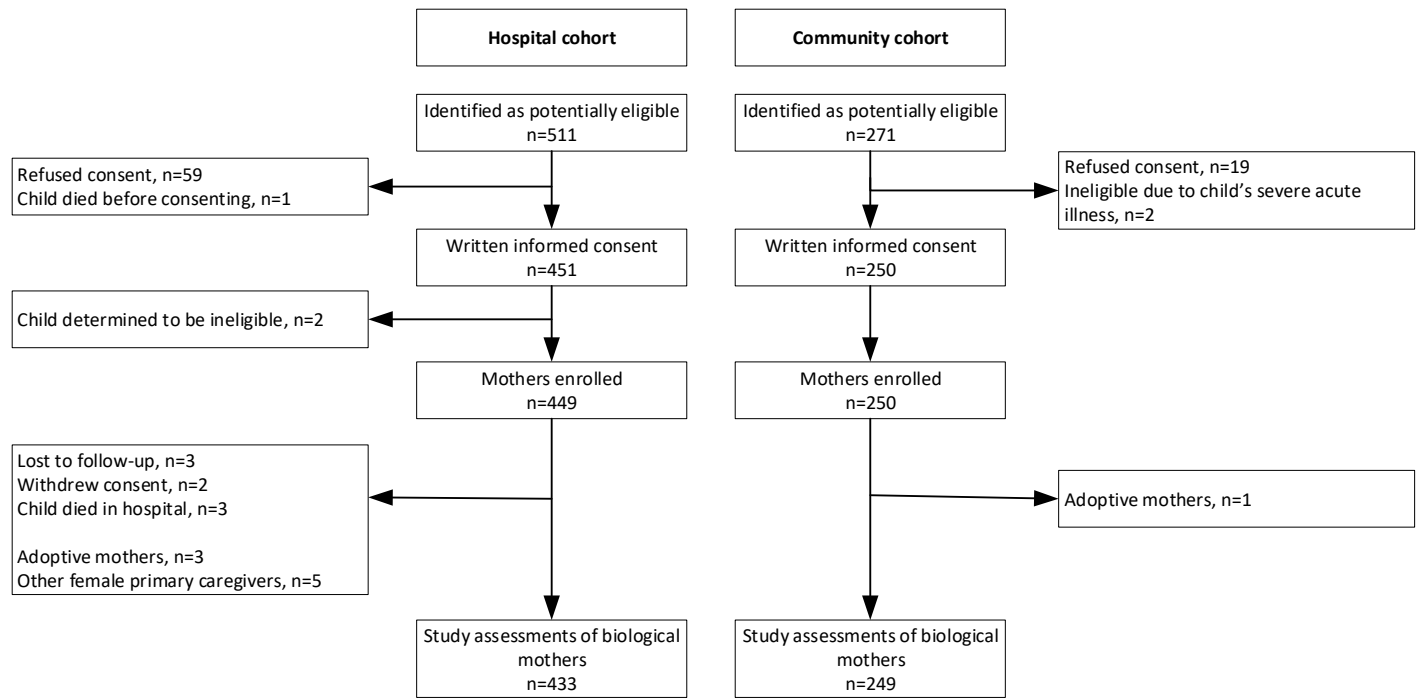 Hospital cohort
Community cohort
Identified as potentially eligible
n=511
Identified as potentially eligible
n=271
Refused consent, n=59
Child died before consenting, n=1
Refused consent, n=19
Ineligible due to child’s severe acute
illness, n=2
Written informed consent
n=451
Written informed consent
n=250
Child determined to be ineligible, n=2
Mothers enrolled
n=449
Mothers enrolled
n=250
Lost to follow-up, n=3
Withdrew consent, n=2
Child died in hospital, n=3
Adoptive mothers, n=3
Other female primary caregivers, n=5
Adoptive mothers, n=1
Study assessments of biological
mothers
n=433
Study assessments of biological
mothers
n=249